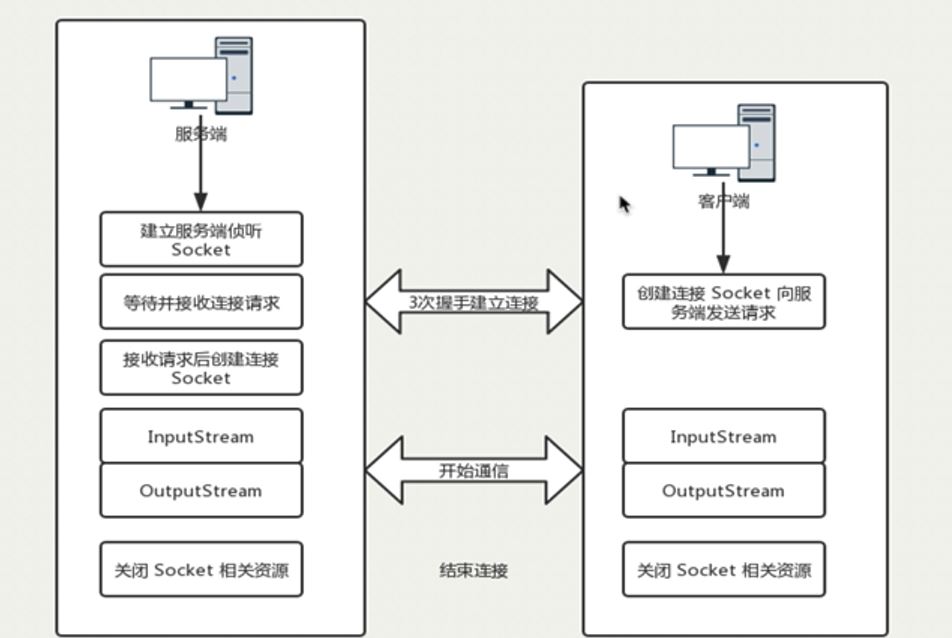 服务端
客户端
建立服务端侦听
Socket
等待并接收连接请求
3次握手建立连接
创建连接 Socket 向服
务端发送请求
接收请求后创建连接
Socket
InputStream
OutputStream
开始通信
InputStream
OutputStream
关闭 Socket 相关资源
结束连接
关闭 Socket 相关资源